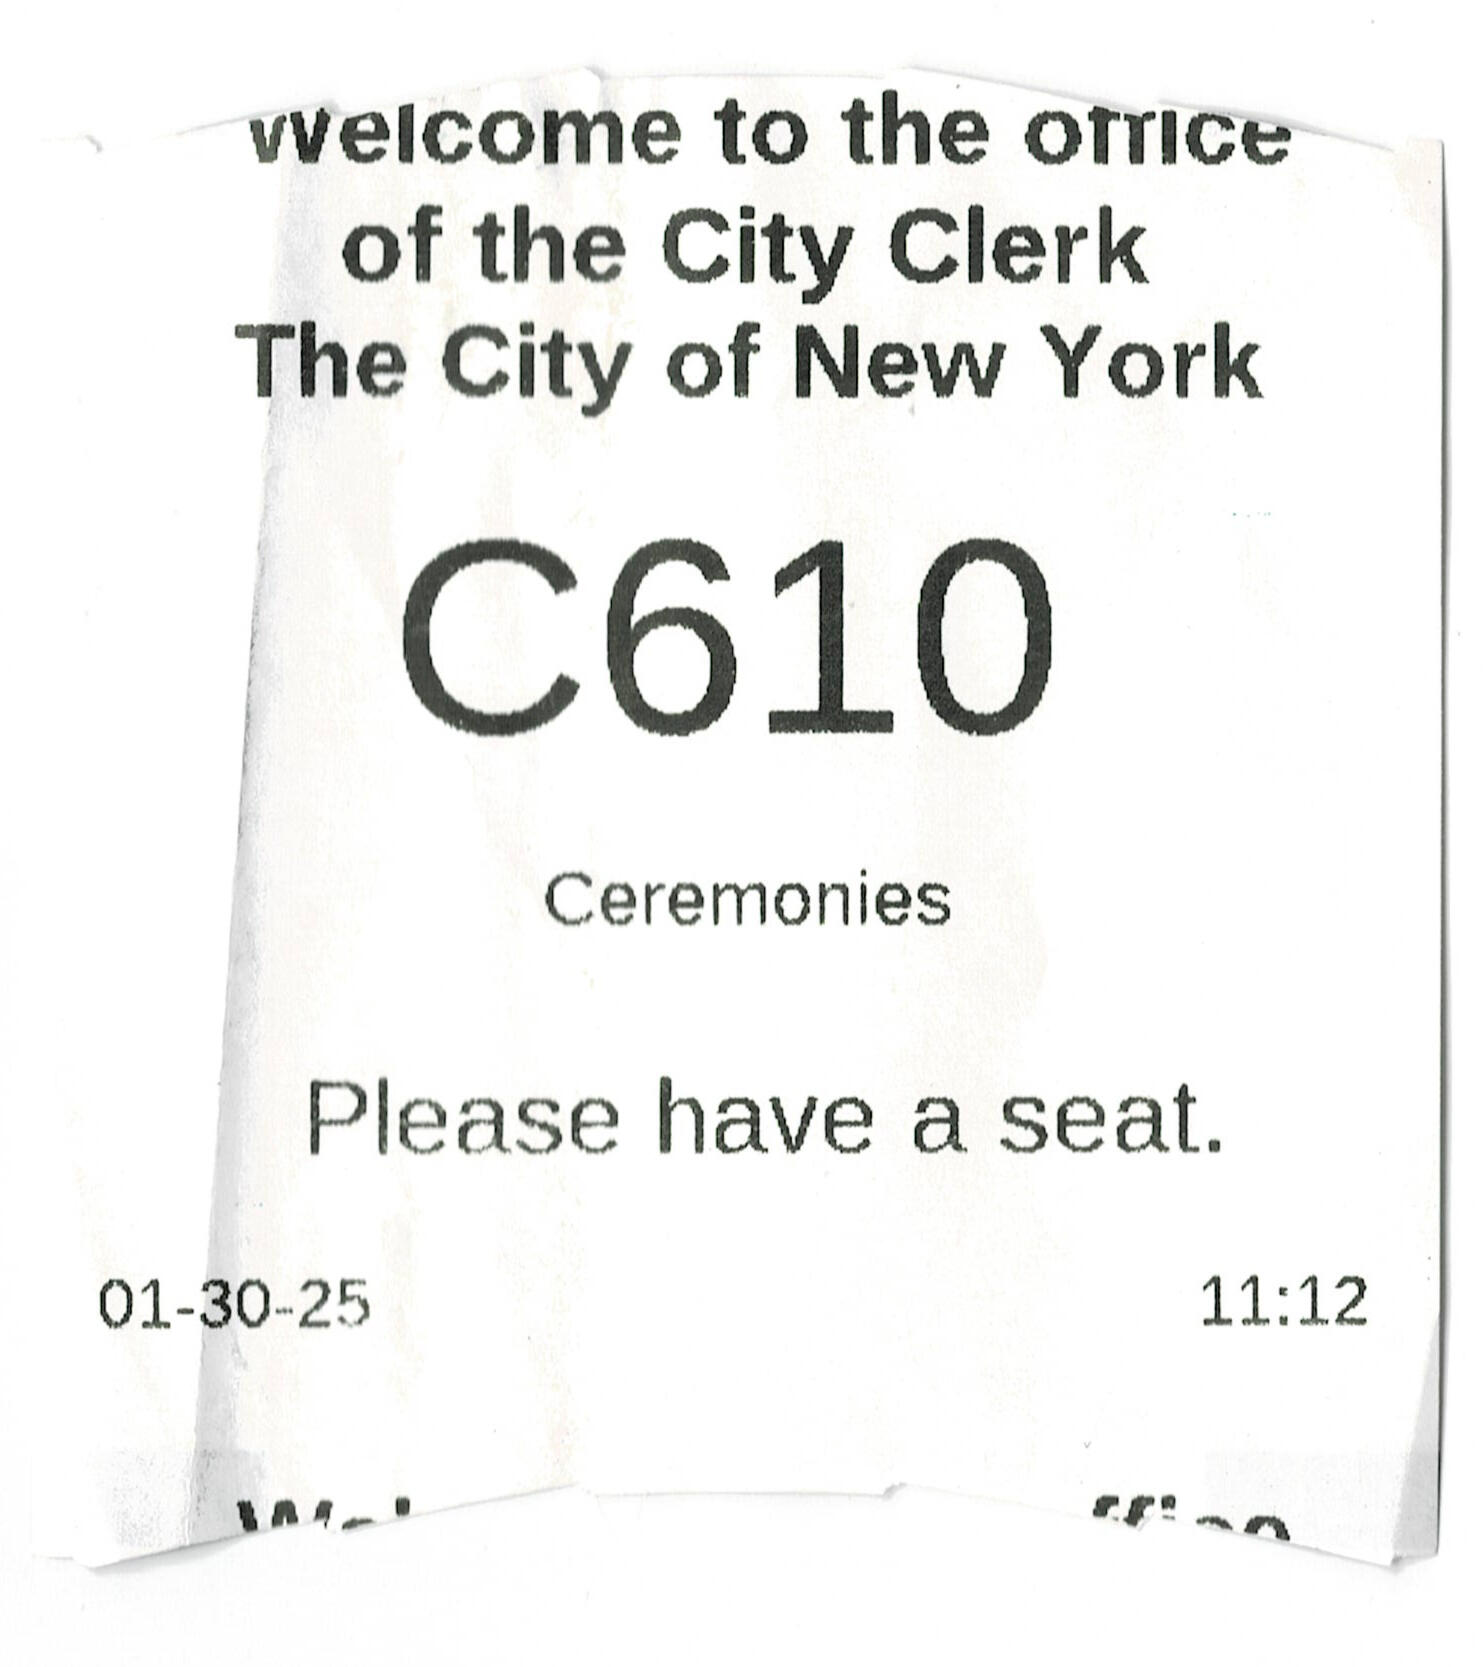 Welcome to the office
of the City Clerk
The City of New York
C610
Ceremonies
Please have a seat.
01-30-25 11:12